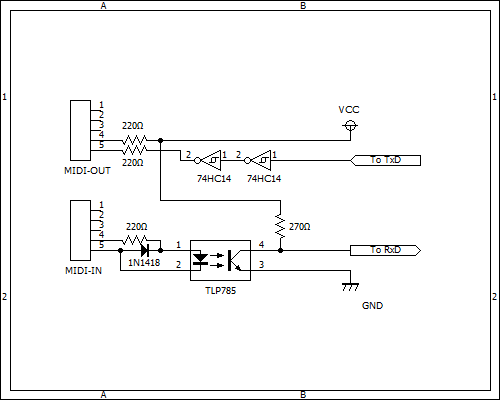 A B
1 1
VCC
1
2
3
4
5
220Ω
220Ω
2 1 2 1
74HC14 74HC14
To TxD
MIDI-OUT
1
2
3
4
5
220Ω
270Ω
1 4
To RxD
MIDI-IN
1N1418
2 3
TLP785
2 2
GND
A B